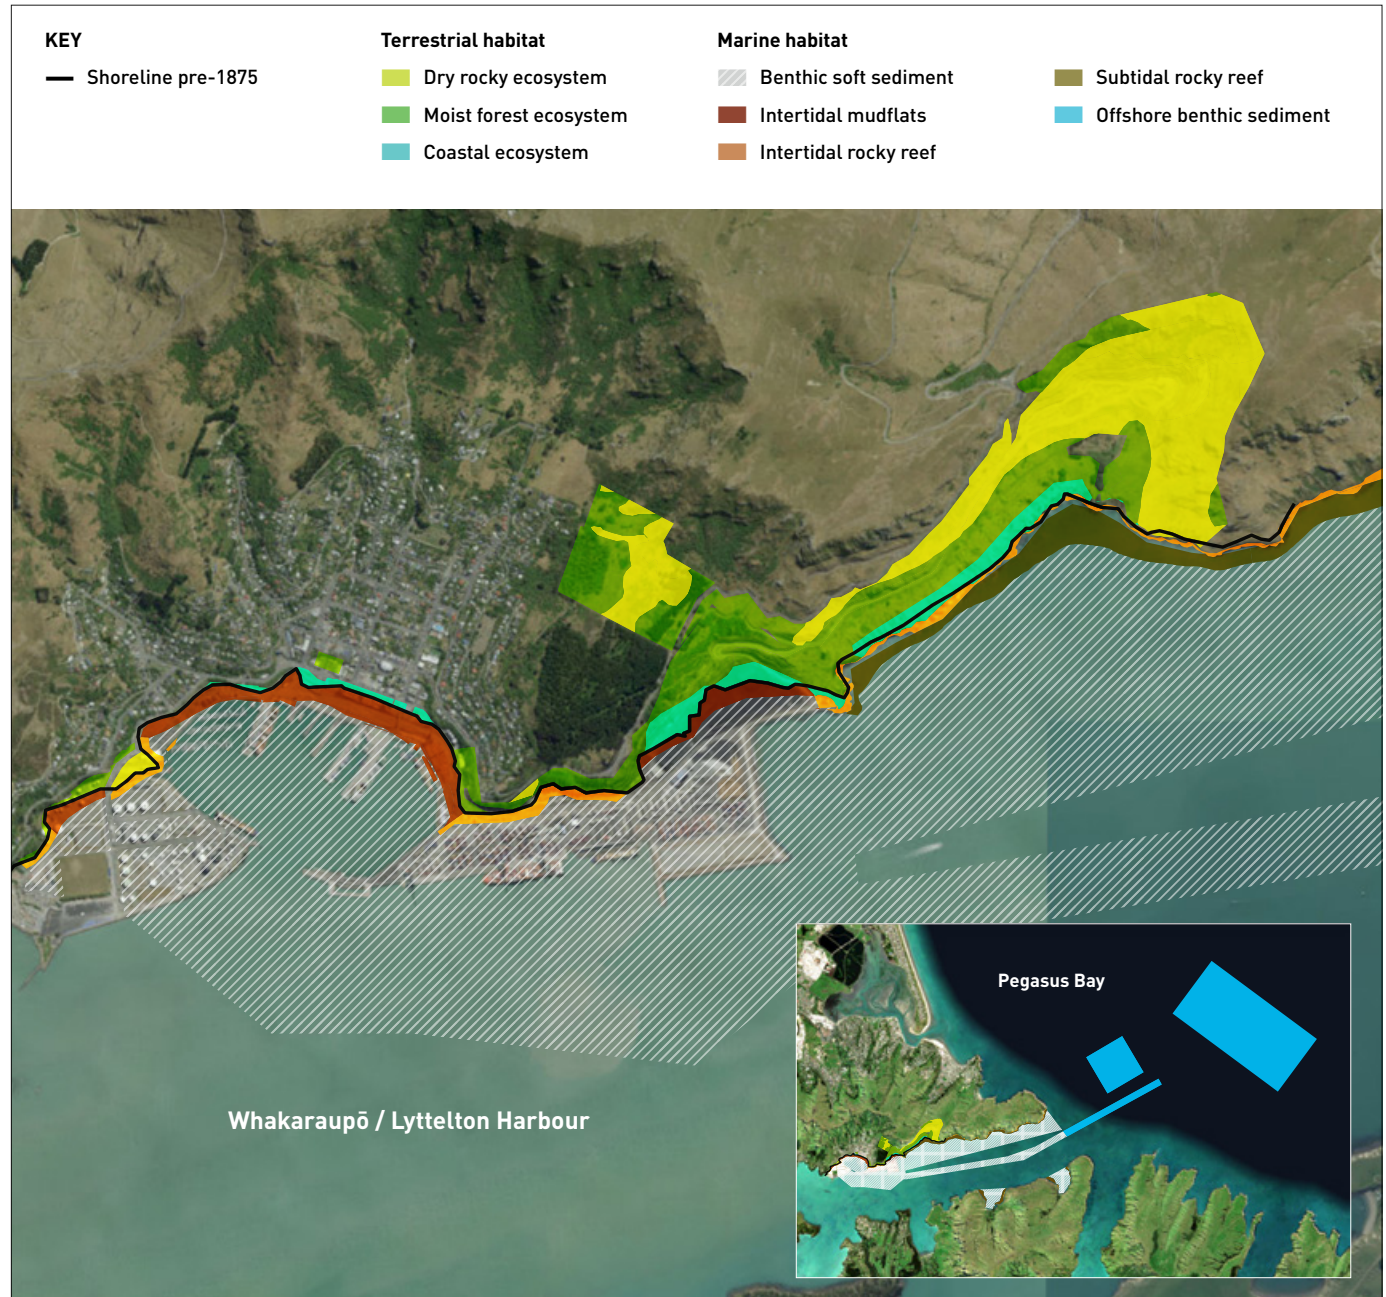 KEY
Shoreline pre-1875
Terrestrial habitat
Dry rocky ecosystem
Moist forest ecosystem
Coastal ecosystem
Marine habitat
Benthic soft sediment
Intertidal mudflats
Intertidal rocky reef
Subtidal rocky reef
Offshore benthic sediment
Pegasus Bay
Whakaraupō / Lyttelton Harbour